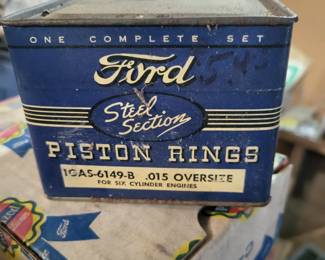 ONE COMPLETE SET
Ford
Steel
Section
PISTON RINGS
1GAS-6149-B .015 OVERSIZE
FOR SIX CYLINDER ENGINES